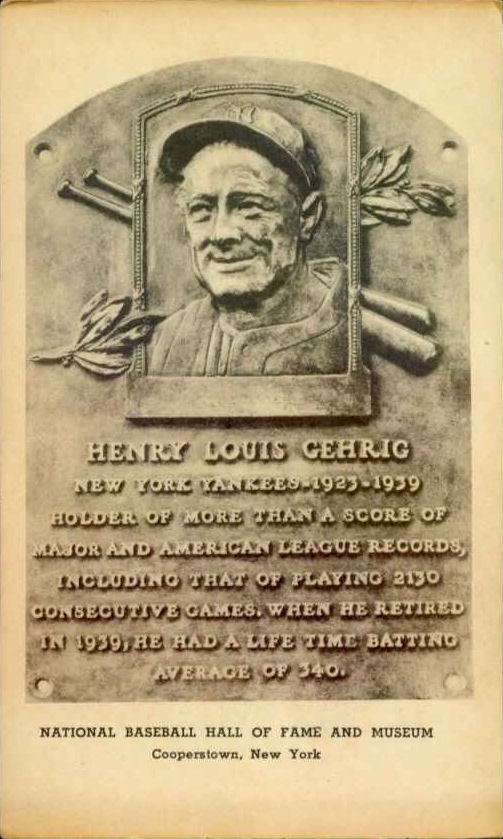 NY
HENRY LOUIS GEHRIG
NEW YORK YANKEES-1923-1939
HOLDER OF MORE THAN A SCORE OF
MAJOR AND AMERICAN LEAGUE RECORDS,
INCLUDING THAT OF PLAYING 2130
CONSECUTIVE GAMES. WHEN HE RETIRED
IN 1939, HE HAD A LIFE TIME BATTING
AVERAGE OF 340.
NATIONAL BASEBALL HALL OF FAME AND MUSEUM
Cooperstown, New York